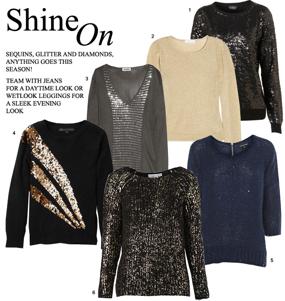 Shine
On
SEQUINS, GLITTER AND DIAMONDS,
ANYTHING GOES THIS
SEASON!
TEAM WITH JEANS
FOR A DAYTIME LOOK OR
WETLOOK LEGGINGS FOR
A SLEEK EVENING
LOOK
1
2
3
4
5
6